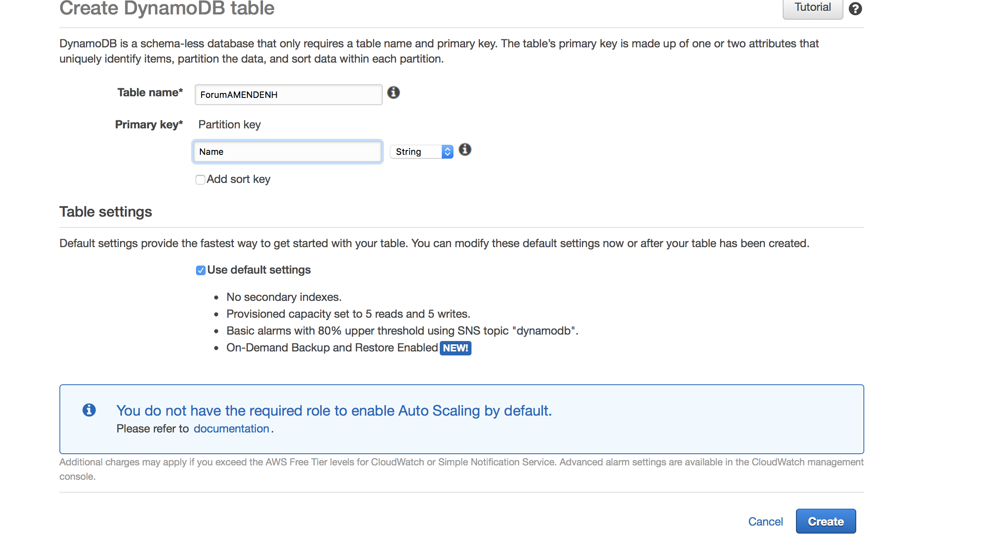 Create DynamoDB table
Tutorial
DynamoDB is a schema-less database that only requires a table name and primary key. The table’s primary key is made up of one or two attributes that
uniquely identify items, partition the data, and sort data within each partition.
Table name* ForumAMENDENH
Primary key* Partition key
Name String
Add sort key
Table settings
Default settings provide the fastest way to get started with your table. You can modify these default settings now or after your table has been created.
Use default settings
• No secondary indexes.
• Provisioned capacity set to 5 reads and 5 writes.
• Basic alarms with 80% upper threshold using SNS topic "dynamodb".
• On-Demand Backup and Restore Enabled NEW!
You do not have the required role to enable Auto Scaling by default.
Please refer to documentation.
Additional charges may apply if you exceed the AWS Free Tier levels for CloudWatch or Simple Notification Service. Advanced alarm settings are available in the CloudWatch management
console.
Cancel Create